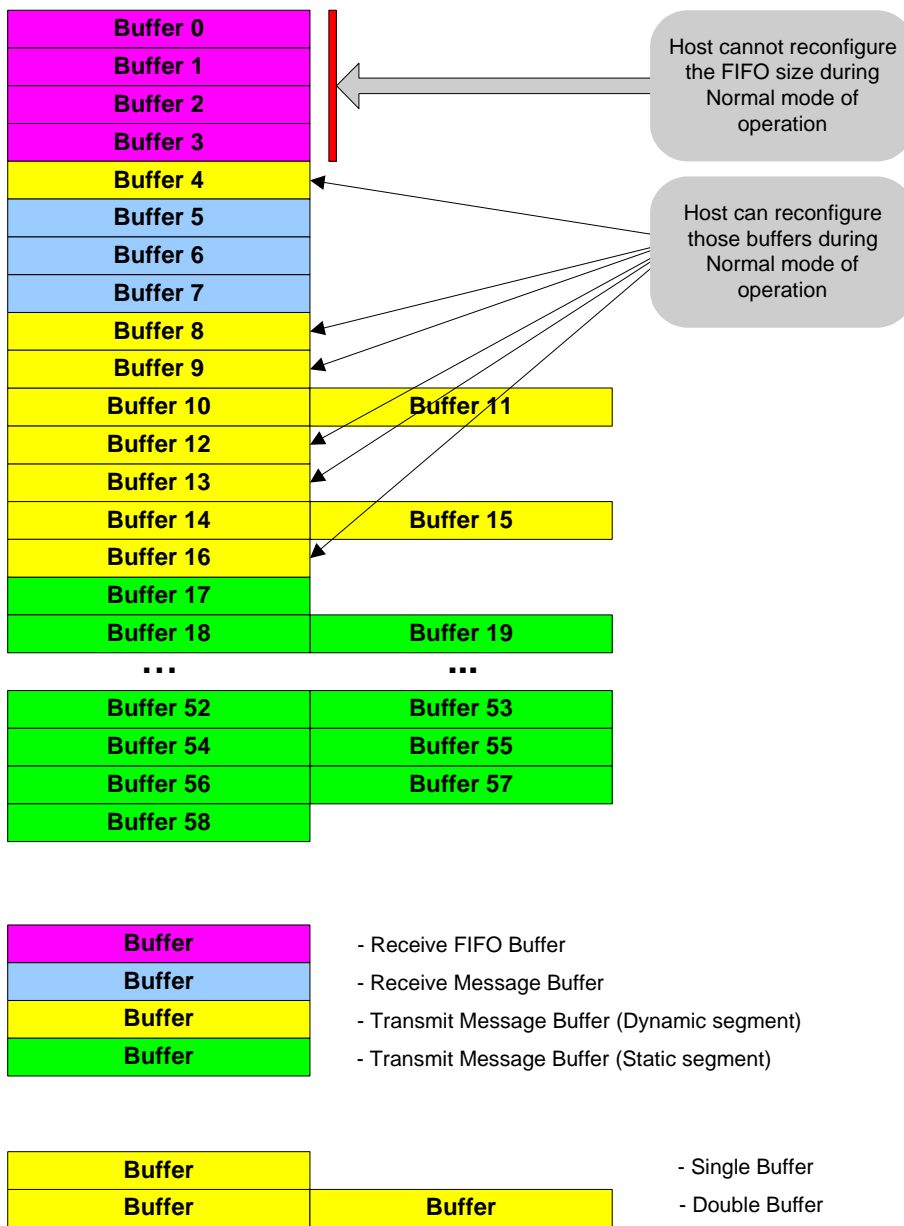 Buffer 0
Buffer 1
Buffer 2
Buffer 3
Host cannot reconfigure
the FIFO size during
Normal mode of
operation
Buffer 4
Buffer 5
Buffer 6
Buffer 7
Host can reconfigure
those buffers during
Normal mode of
operation
Buffer 8
Buffer 9
Buffer 10 Buffer 11
Buffer 12
Buffer 13
Buffer 14 Buffer 15
Buffer 16
Buffer 17
Buffer 18 Buffer 19
... ...
Buffer 52 Buffer 53
Buffer 54 Buffer 55
Buffer 56 Buffer 57
Buffer 58
Buffer - Receive FIFO Buffer
Buffer - Receive Message Buffer
Buffer - Transmit Message Buffer (Dynamic segment)
Buffer - Transmit Message Buffer (Static segment)
Buffer - Single Buffer
Buffer Buffer - Double Buffer